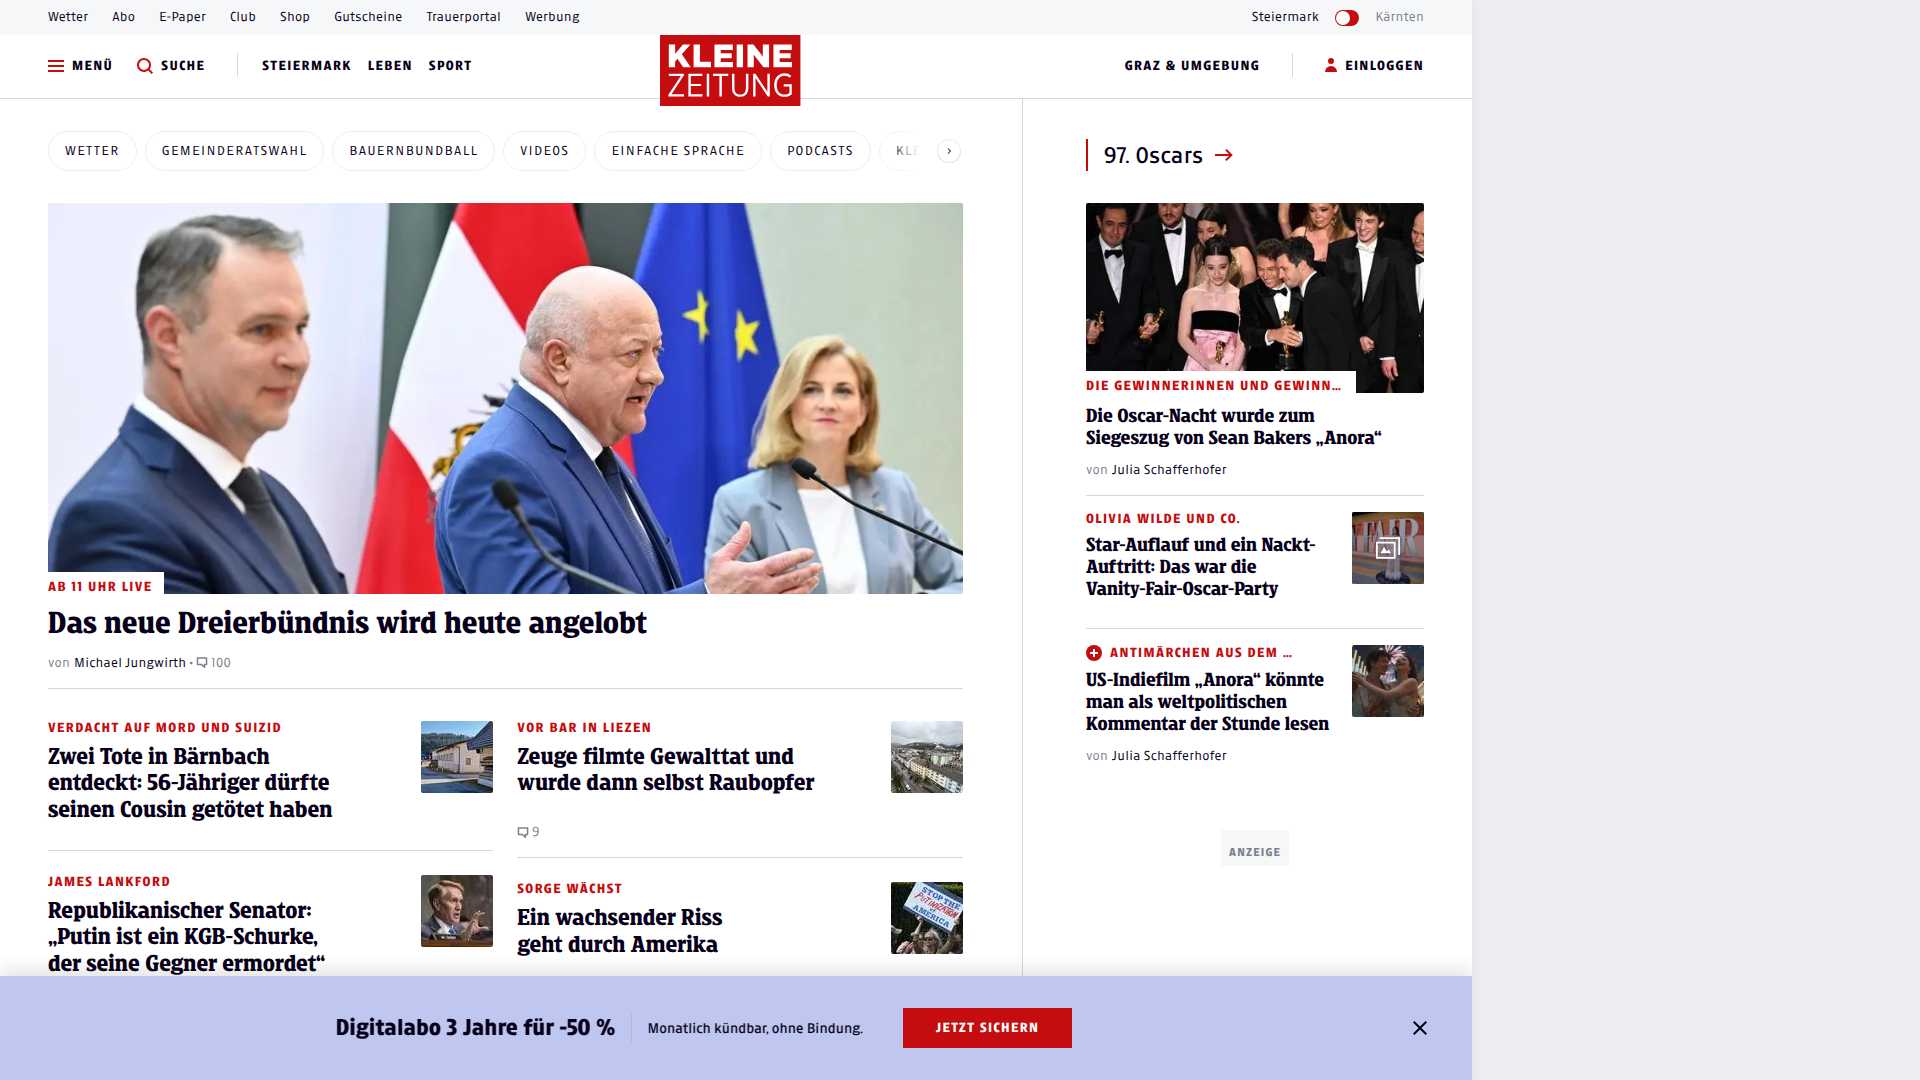 Wetter Abo E-Paper Club Shop Gutscheine Trauerportal Werbung Steiermark Kärnten
MENÜ SUCHE STEIERMARK LEBEN SPORT KLEINE ZEITUNG GRAZ & UMGEBUNG EINLOGGEN
WETTER GEMEINDERATSWAHL BAUERNBUNDBALL VIDEOS EINFACHE SPRACHE PODCASTS KLE
AB 11 UHR LIVE
Das neue Dreierbündnis wird heute angelobt
von Michael Jungwirth • 100
VERDACHT AUF MORD UND SUIZID
Zwei Tote in Bärnbach
entdeckt: 56-Jähriger dürfte
seinen Cousin getötet haben
VOR BAR IN LIEZEN
Zeuge filmte Gewalttat und
wurde dann selbst Raubopfer
9
JAMES LANKFORD
Republikanischer Senator:
„Putin ist ein KGB-Schurke,
der seine Gegner ermordet“
SORGE WÄCHST
Ein wachsender Riss
geht durch Amerika
STOP THE
PUTINIZATION
of
AMERICA
97. Oscars
DIE GEWINNERINNEN UND GEWINN...
Die Oscar-Nacht wurde zum
Siegeszug von Sean Bakers „Anora“
von Julia Schafferhofer
OLIVIA WILDE UND CO.
Star-Auflauf und ein Nackt-
Auftritt: Das war die
Vanity-Fair-Oscar-Party
FAIR
ANTIMÄRCHEN AUS DEM ...
US-Indiefilm „Anora“ könnte
man als weltpolitischen
Kommentar der Stunde lesen
von Julia Schafferhofer
ANZEIGE
Digitalabo 3 Jahre für -50 % Monatlich kündbar, ohne Bindung. JETZT SICHERN